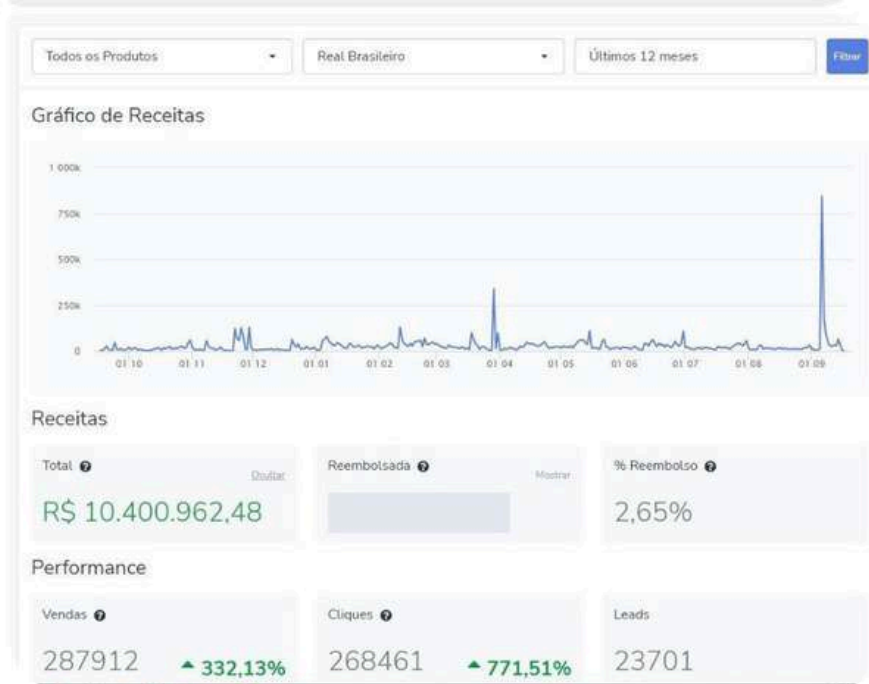 Todos os Produtos Real Brasileiro Últimos 12 meses Filtrar
Gráfico de Receitas
1 000k
750k
500k
250k
0
01 10 01 11 01 12 01 01 01 02 01 03 01 04 01 05 01 06 01 07 01 08 01 09
Receitas
Total Ocultar Reembolsada Mostrar % Reembolso
R$ 10.400.962,48 2,65%
Performance
Vendas Cliques Leads
287912 332,13% 268461 771,51% 23701